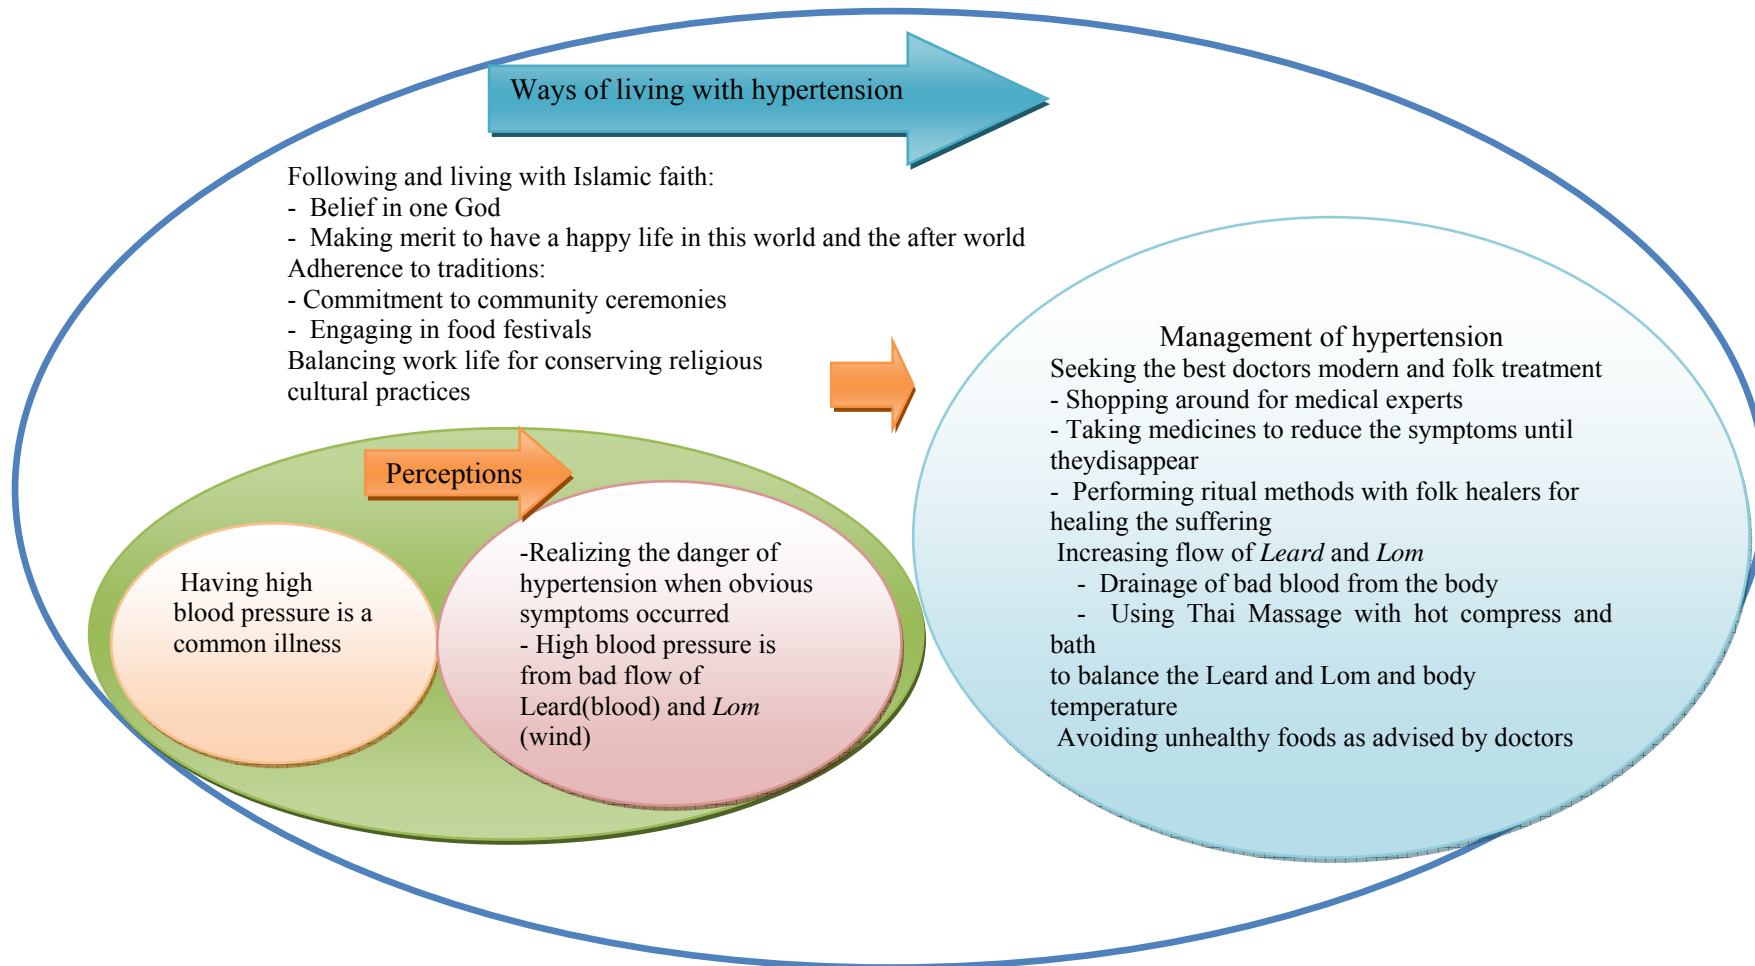 Ways of living with hypertension
Following and living with Islamic faith:
- Belief in one God
- Making merit to have a happy life in this world and the after world
Adherence to traditions:
- Commitment to community ceremonies
- Engaging in food festivals
Balancing work life for conserving religious
cultural practices
Perceptions
Having high
blood pressure is a
common illness
-Realizing the danger of
hypertension when obvious
symptoms occurred
- High blood pressure is
from bad flow of
Leard(blood) and Lom
(wind)
Management of hypertension
Seeking the best doctors modern and folk treatment
- Shopping around for medical experts
- Taking medicines to reduce the symptoms until
theydisappear
- Performing ritual methods with folk healers for
healing the suffering
Increasing flow of Leard and Lom
- Drainage of bad blood from the body
- Using Thai Massage with hot compress and
bath
to balance the Leard and Lom and body
temperature
Avoiding unhealthy foods as advised by doctors